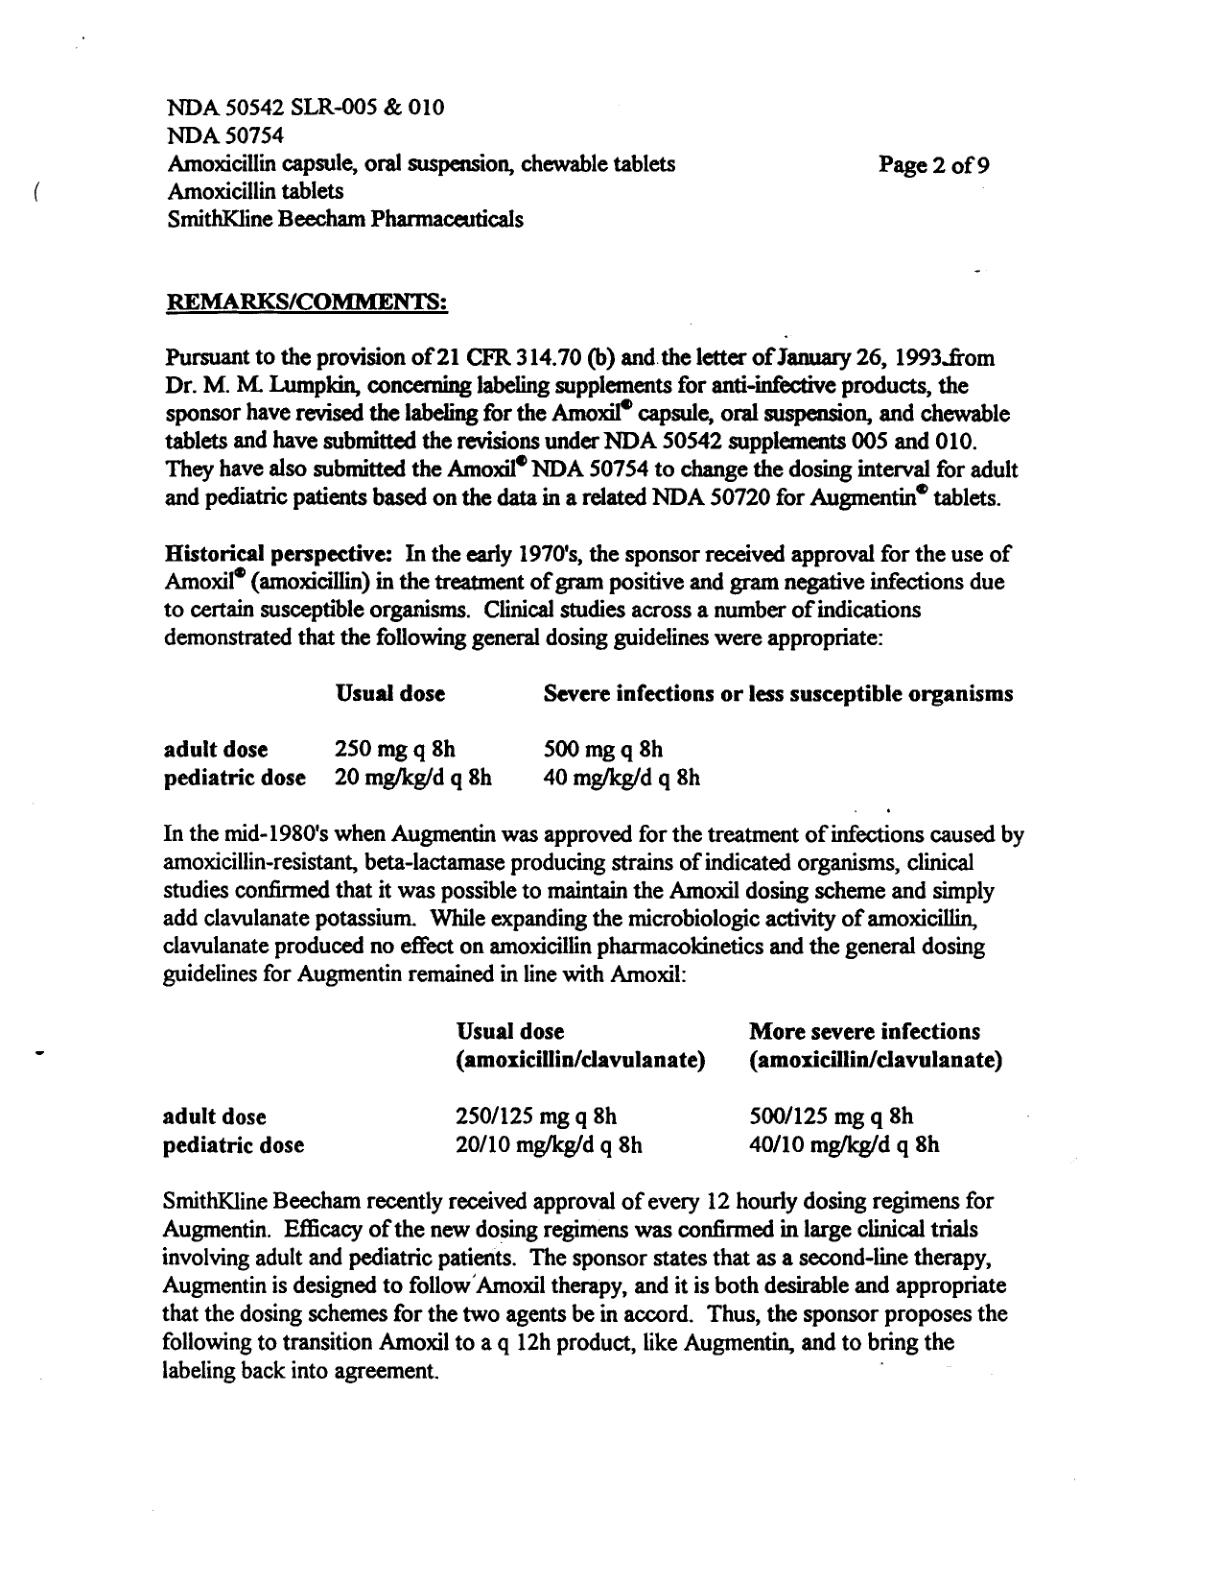 NDA 50542 SLR-005 & 010
NDA 50754
Amoxicillin capsule, oral suspension, chewable tablets Page 2 of 9
Amoxicillin tablets
SmithKline Beecham Pharmaceuticals
REMARKS/COMMENTS:
Pursuant to the provision of 21 CFR 314.70 (b) and the letter of January 26, 1993 from
Dr. M. M. Lumpkin, concerning labeling supplements for anti-infective products, the
sponsor have revised the labeling for the Amoxil® capsule, oral suspension, and chewable
tablets and have submitted the revisions under NDA 50542 supplements 005 and 010.
They have also submitted the Amoxil® NDA 50754 to change the dosing interval for adult
and pediatric patients based on the data in a related NDA 50720 for Augmentin® tablets.
Historical perspective: In the early 1970's, the sponsor received approval for the use of
Amoxil® (amoxicillin) in the treatment of gram positive and gram negative infections due
to certain susceptible organisms. Clinical studies across a number of indications
demonstrated that the following general dosing guidelines were appropriate:
Usual dose Severe infections or less susceptible organisms
adult dose 250 mg q 8h 500 mg q 8h
pediatric dose 20 mg/kg/d q 8h 40 mg/kg/d q 8h
In the mid-1980's when Augmentin was approved for the treatment of infections caused by
amoxicillin-resistant, beta-lactamase producing strains of indicated organisms, clinical
studies confirmed that it was possible to maintain the Amoxil dosing scheme and simply
add clavulanate potassium. While expanding the microbiologic activity of amoxicillin,
clavulanate produced no effect on amoxicillin pharmacokinetics and the general dosing
guidelines for Augmentin remained in line with Amoxil:
Usual dose More severe infections
(amoxicillin/clavulanate) (amoxicillin/clavulanate)
adult dose 250/125 mg q 8h 500/125 mg q 8h
pediatric dose 20/10 mg/kg/d q 8h 40/10 mg/kg/d q 8h
SmithKline Beecham recently received approval of every 12 hourly dosing regimens for
Augmentin. Efficacy of the new dosing regimens was confirmed in large clinical trials
involving adult and pediatric patients. The sponsor states that as a second-line therapy,
Augmentin is designed to follow Amoxil therapy, and it is both desirable and appropriate
that the dosing schemes for the two agents be in accord. Thus, the sponsor proposes the
following to transition Amoxil to a q 12h product, like Augmentin, and to bring the
labeling back into agreement.